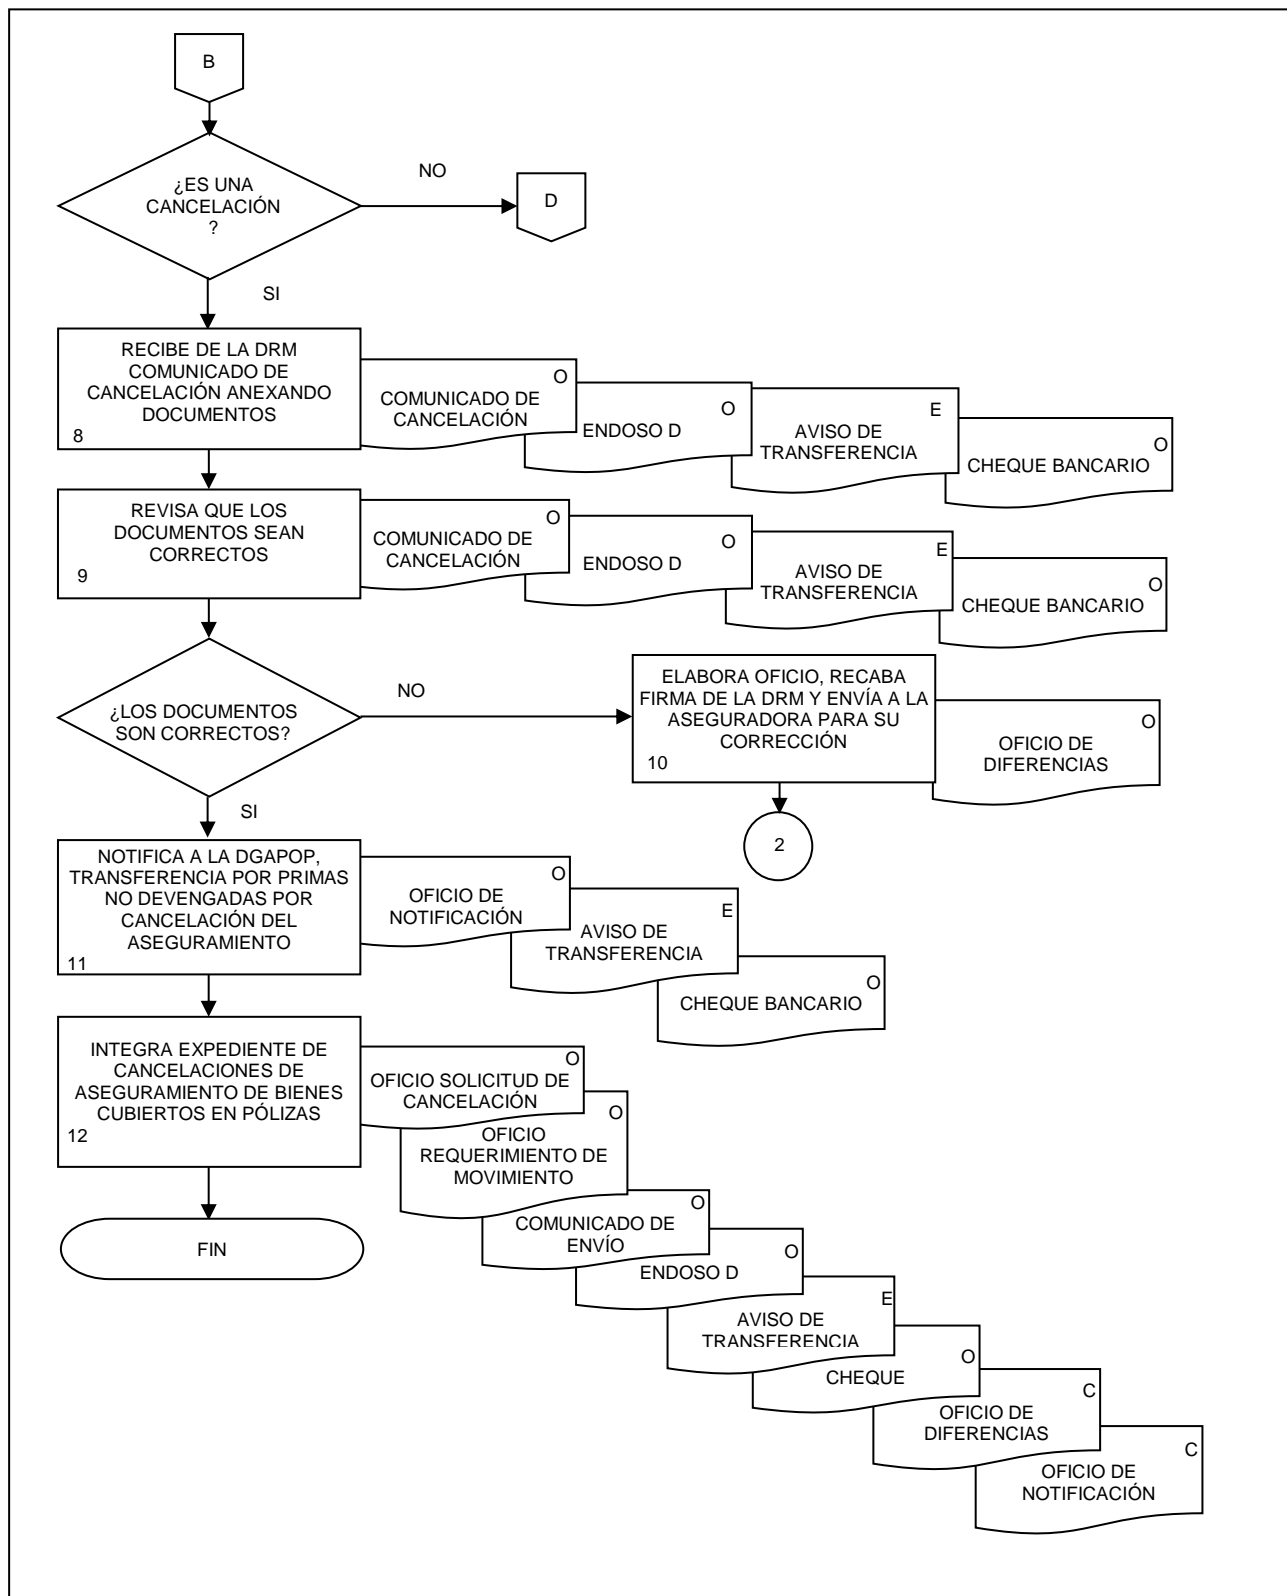 B
¿ES UNA
CANCELACIÓN
?
NO
D
SI
RECIBE DE LA DRM
COMUNICADO DE
CANCELACIÓN ANEXANDO
DOCUMENTOS
8
O
COMUNICADO DE
CANCELACIÓN
O
ENDOSO D
E
AVISO DE
TRANSFERENCIA
O
CHEQUE BANCARIO
REVISA QUE LOS
DOCUMENTOS SEAN
CORRECTOS
9
O
COMUNICADO DE
CANCELACIÓN
O
ENDOSO D
E
AVISO DE
TRANSFERENCIA
O
CHEQUE BANCARIO
¿LOS DOCUMENTOS
SON CORRECTOS?
NO
ELABORA OFICIO, RECABA
FIRMA DE LA DRM Y ENVÍA A LA
ASEGURADORA PARA SU
CORRECCIÓN
10
O
OFICIO DE
DIFERENCIAS
2
SI
NOTIFICA A LA DGAPOP,
TRANSFERENCIA POR PRIMAS
NO DEVENGADAS POR
CANCELACIÓN DEL
ASEGURAMIENTO
11
O
OFICIO DE
NOTIFICACIÓN
E
AVISO DE
TRANSFERENCIA
O
CHEQUE BANCARIO
INTEGRA EXPEDIENTE DE
CANCELACIONES DE
ASEGURAMIENTO DE BIENES
CUBIERTOS EN PÓLIZAS
12
O
OFICIO SOLICITUD DE
CANCELACIÓN
O
OFICIO
REQUERIMIENTO DE
MOVIMIENTO
O
COMUNICADO DE
ENVÍO
O
ENDOSO D
E
AVISO DE
TRANSFERENCIA
O
CHEQUE
C
OFICIO DE
DIFERENCIAS
C
OFICIO DE
NOTIFICACIÓN
FIN